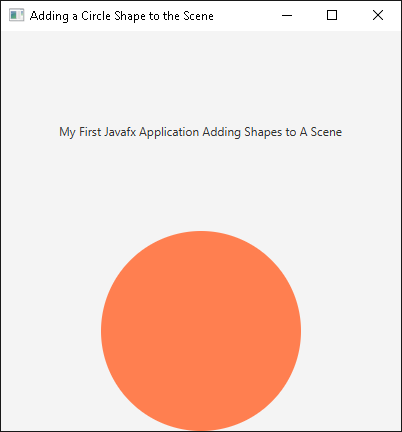 Adding a Circle Shape to the Scene
My First Javafx Application Adding Shapes to A Scene